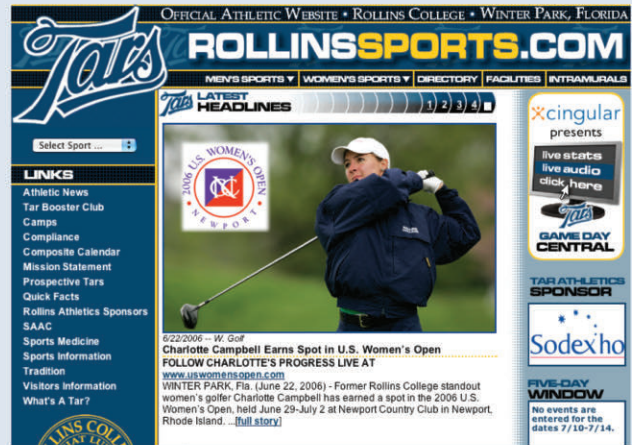 OFFICIAL ATHLETIC WEBSITE • ROLLINS COLLEGE • WINTER PARK, FLORIDA
Tars
ROLLINSSPORTS.COM
MEN'S SPORTS ▼ WOMEN'S SPORTS ▼ DIRECTORY FACILITIES INTRAMURALS
Tars LATEST HEADLINES
1 2 3 4
Select Sport ...
LINKS
Athletic News
Tar Booster Club
Camps
Compliance
Composite Calendar
Mission Statement
Prospective Tars
Quick Facts
Rollins Athletics Sponsors
SAAC
Sports Medicine
Sports Information
Tradition
Visitors Information
What's A Tar?
2006 U.S. WOMEN'S OPEN
NEWPORT
6/22/2006 -- W. Golf
Charlotte Campbell Earns Spot in U.S. Women's Open
FOLLOW CHARLOTTE'S PROGRESS LIVE AT
www.uswomensopen.com
WINTER PARK, Fla. (June 22, 2006) - Former Rollins College standout
women's golfer Charlotte Campbell has earned a spot in the 2006 U.S.
Women's Open, held June 29-July 2 at Newport Country Club in Newport,
Rhode Island. ...[full story]
cingular
presents
live stats
live audio
click here
Tars
GAME DAY
CENTRAL
TAR ATHLETICS
SPONSOR
Sodexho
FIVE-DAY
WINDOW
No events are
entered for the
dates 7/10-7/14.